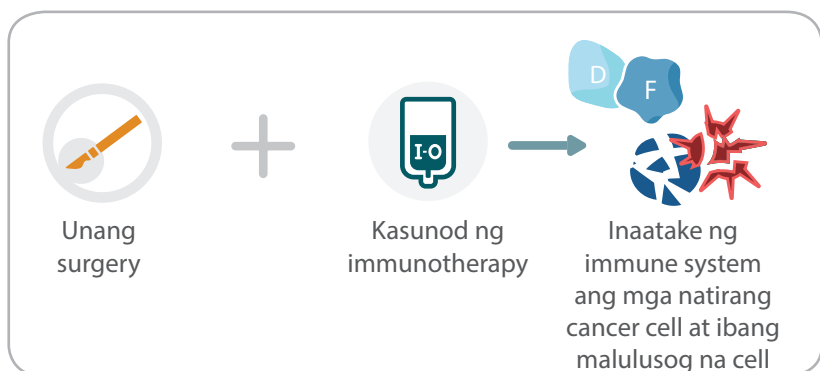 D
F
I-O
Unang
surgery
Kasunod ng
immunotherapy
Inaatake ng
immune system
ang mga natirang
cancer cell at ibang
malulusog na cell